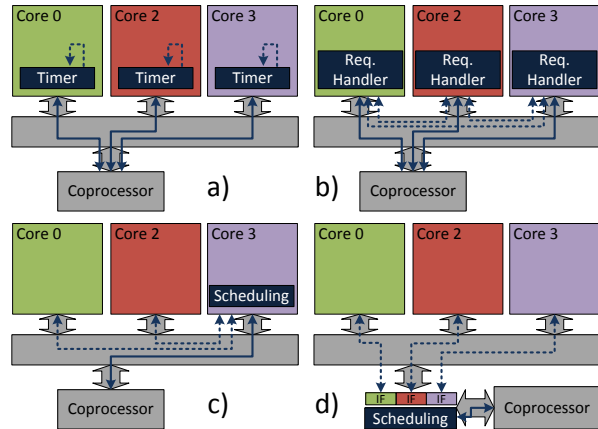 Core 0 Core 2 Core 3
Timer Timer Timer
Coprocessor
a)
Core 0 Core 2 Core 3
Req. Handler Req. Handler Req. Handler
Coprocessor
b)
Core 0 Core 2 Core 3
Scheduling
Coprocessor
c)
Core 0 Core 2 Core 3
IF IF IF
Scheduling Coprocessor
d)